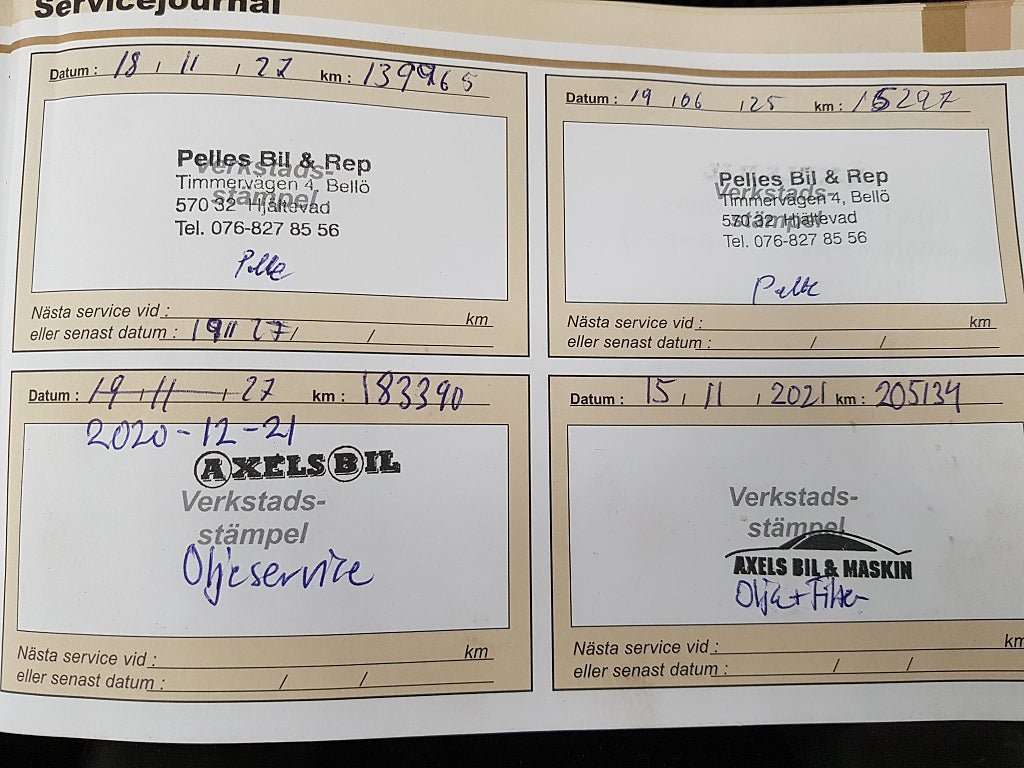 Servicejournal
Datum : 18 / 11 / 27 km : 139965
Verkstads-
stämpel
Pelles Bil & Rep
Timmervägen 4, Bellö
570 32 Hjältevad
Tel. 076-827 85 56
Pelle
Nästa service vid : km
eller senast datum : 19 11 27/ /
Datum : 19 / 06 / 25 km :
Verkstads-
stämpel
Pelles Bil & Rep
Timmervägen 4, Bellö
570 32 Hjältevad
Tel. 076-827 85 56
Pelle
Nästa service vid : km
eller senast datum : / /
Datum : 19 / 11 / 27 km : 183390
2020-12-21
AXELS BIL
Verkstads-
stämpel
Oljeservice
Nästa service vid : km
eller senast datum : / /
Datum : 15 / 11 / 2021 km : 205134
Verkstads-
stämpel
AXELS BIL & MASKIN
Olja + Filter
Nästa service vid : km
eller senast datum : / /